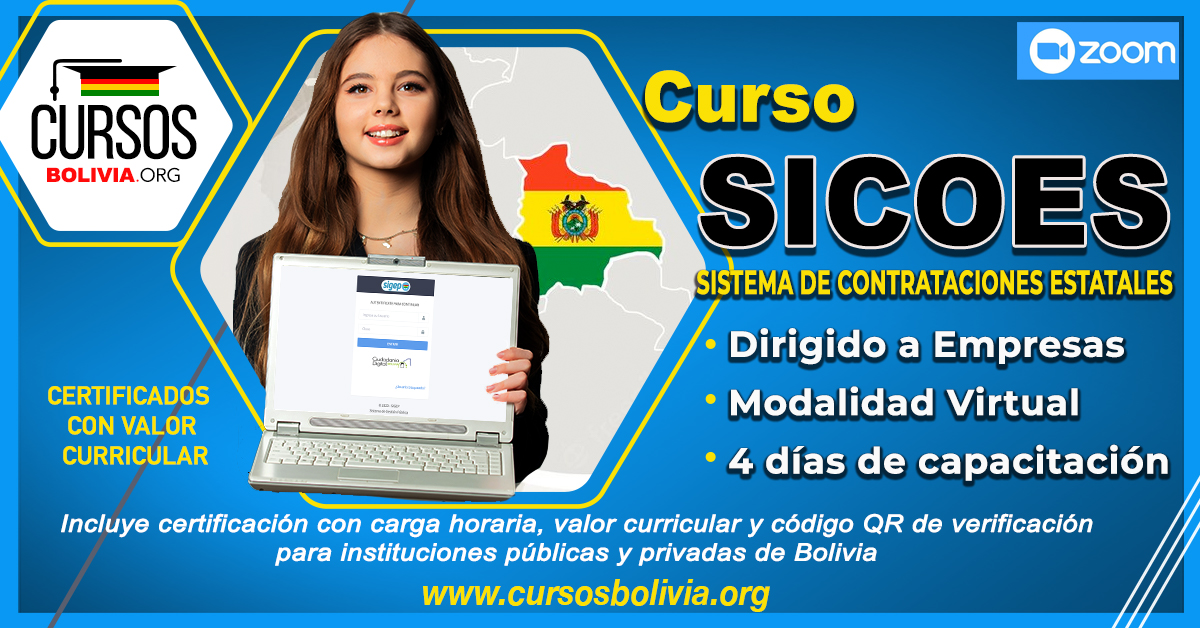 CURSOS
BOLIVIA.ORG
zoom
Curso
SICOES
SISTEMA DE CONTRATACIONES ESTATALES
• Dirigido a Empresas
• Modalidad Virtual
• 4 días de capacitación
sigep
Ciudadanía
Digital
CERTIFICADOS
CON VALOR
CURRICULAR
Incluye certificación con carga horaria, valor curricular y código QR de verificación
para instituciones públicas y privadas de Bolivia
www.cursosbolivia.org